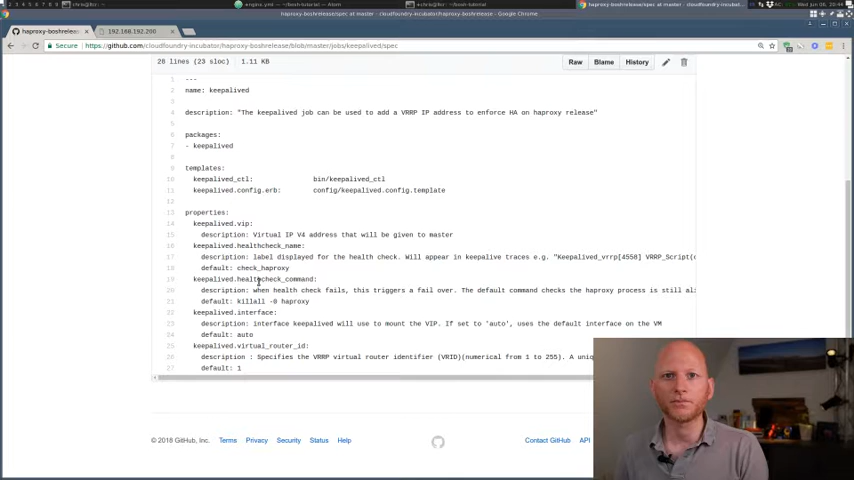 haproxy-boshrelease/spec at master · cloudfoundry-incubator/haproxy-boshrelease - Google Chrome
192.168.192.200
Secure https://github.com/cloudfoundry-incubator/haproxy-boshrelease/blob/master/jobs/keepalived/spec
28 lines (23 sloc) 1.11 KB
Raw Blame History
1 ---
2 name: keepalived
3
4 description: "The keepalived job can be used to add a VRRP IP address to enforce HA on haproxy release"
5
6 packages:
7 - keepalived
8
9 templates:
10 keepalived_ctl: bin/keepalived_ctl
11 keepalived.config.erb: config/keepalived.config.template
12
13 properties:
14 keepalived.vip:
15 description: Virtual IP V4 address that will be given to master
16 keepalived.healthcheck_name:
17 description: label displayed for the health check. Will appear in keepalive traces e.g. "Keepalived_vrrp[4558] VRRP_Script(c
18 default: check_haproxy
19 keepalived.healthcheck_command:
20 description: when health check fails, this triggers a fail over. The default command checks the haproxy process is still ali
21 default: killall -0 haproxy
22 keepalived.interface:
23 description: interface keepalived will use to mount the VIP. If set to 'auto', uses the default interface on the VM
24 default: auto
25 keepalived.virtual_router_id:
26 description : Specifies the VRRP virtual router identifier (VRID)(numerical from 1 to 255). A uniq
27 default: 1
© 2018 GitHub, Inc. Terms Privacy Security Status Help Contact GitHub API